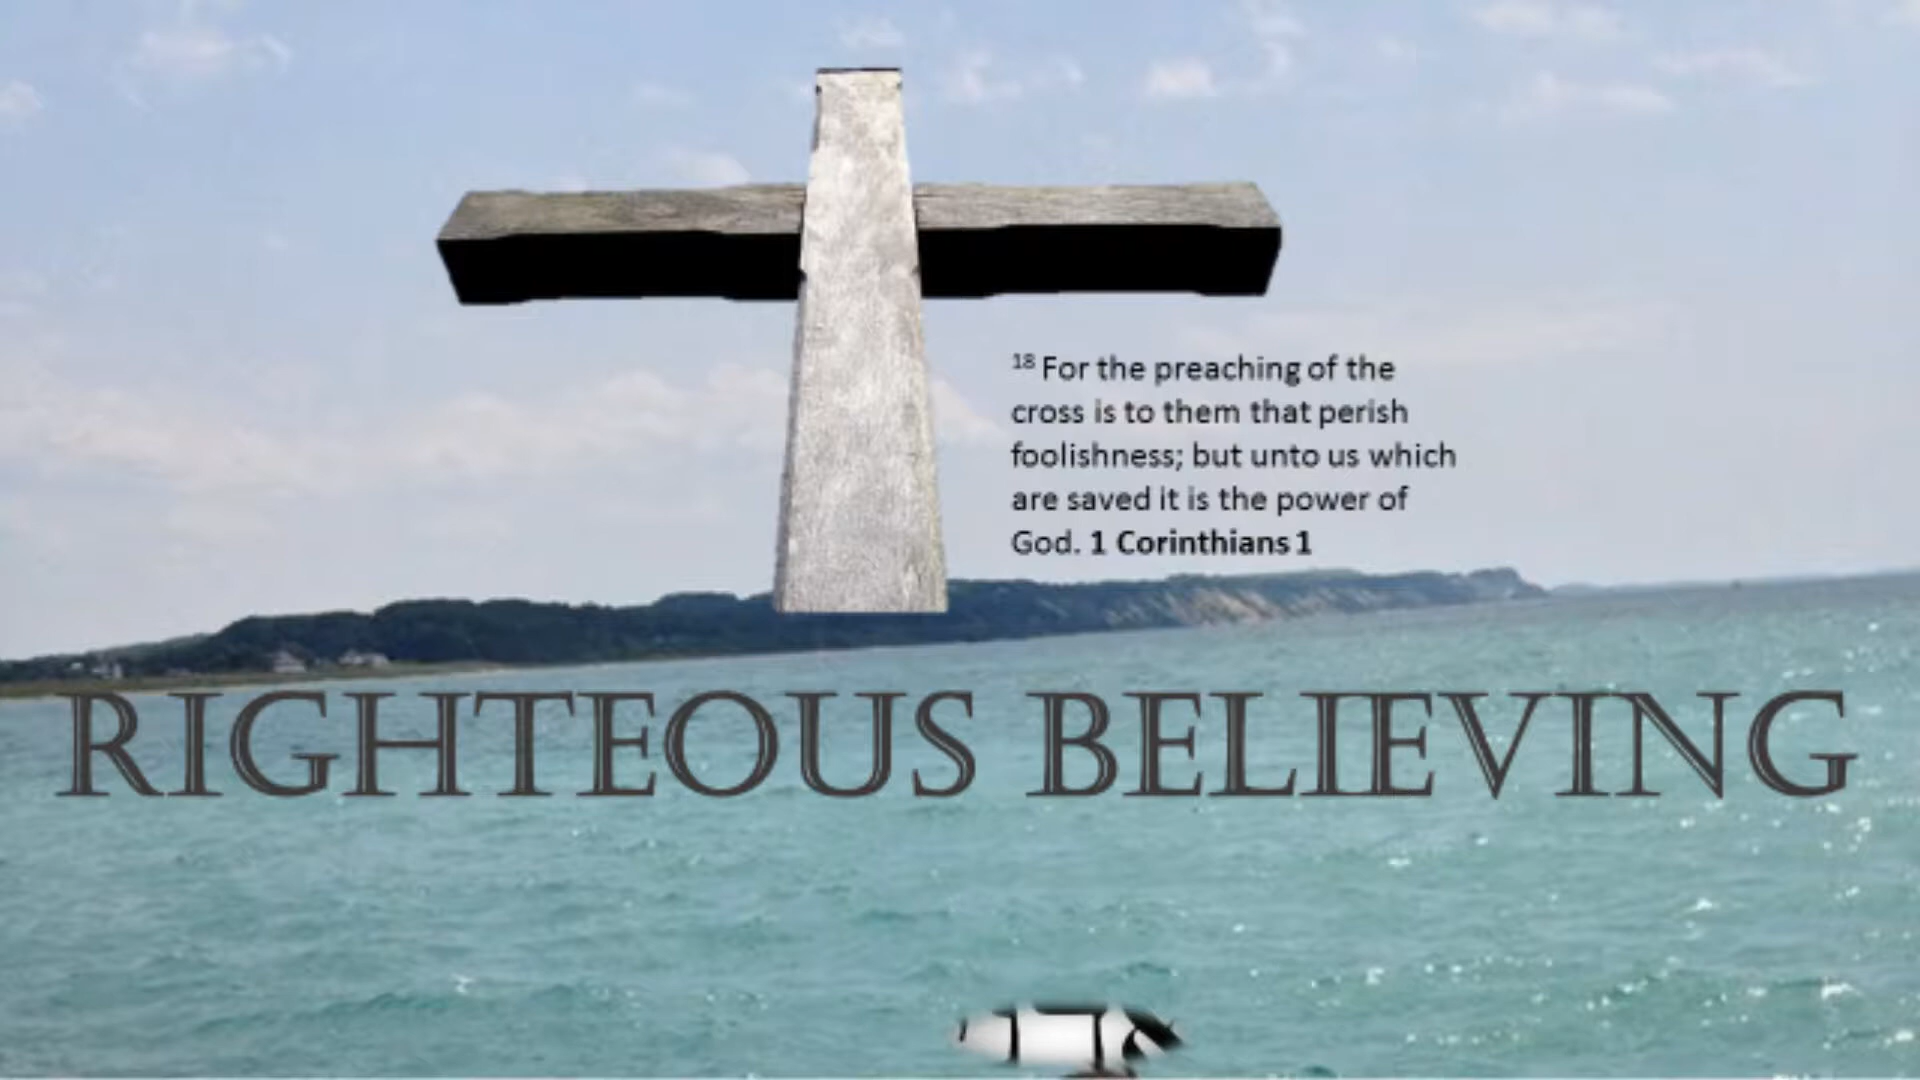 18 For the preaching of the
cross is to them that perish
foolishness; but unto us which
are saved it is the power of
God. 1 Corinthians 1
RIGHTEOUS BELIEVING